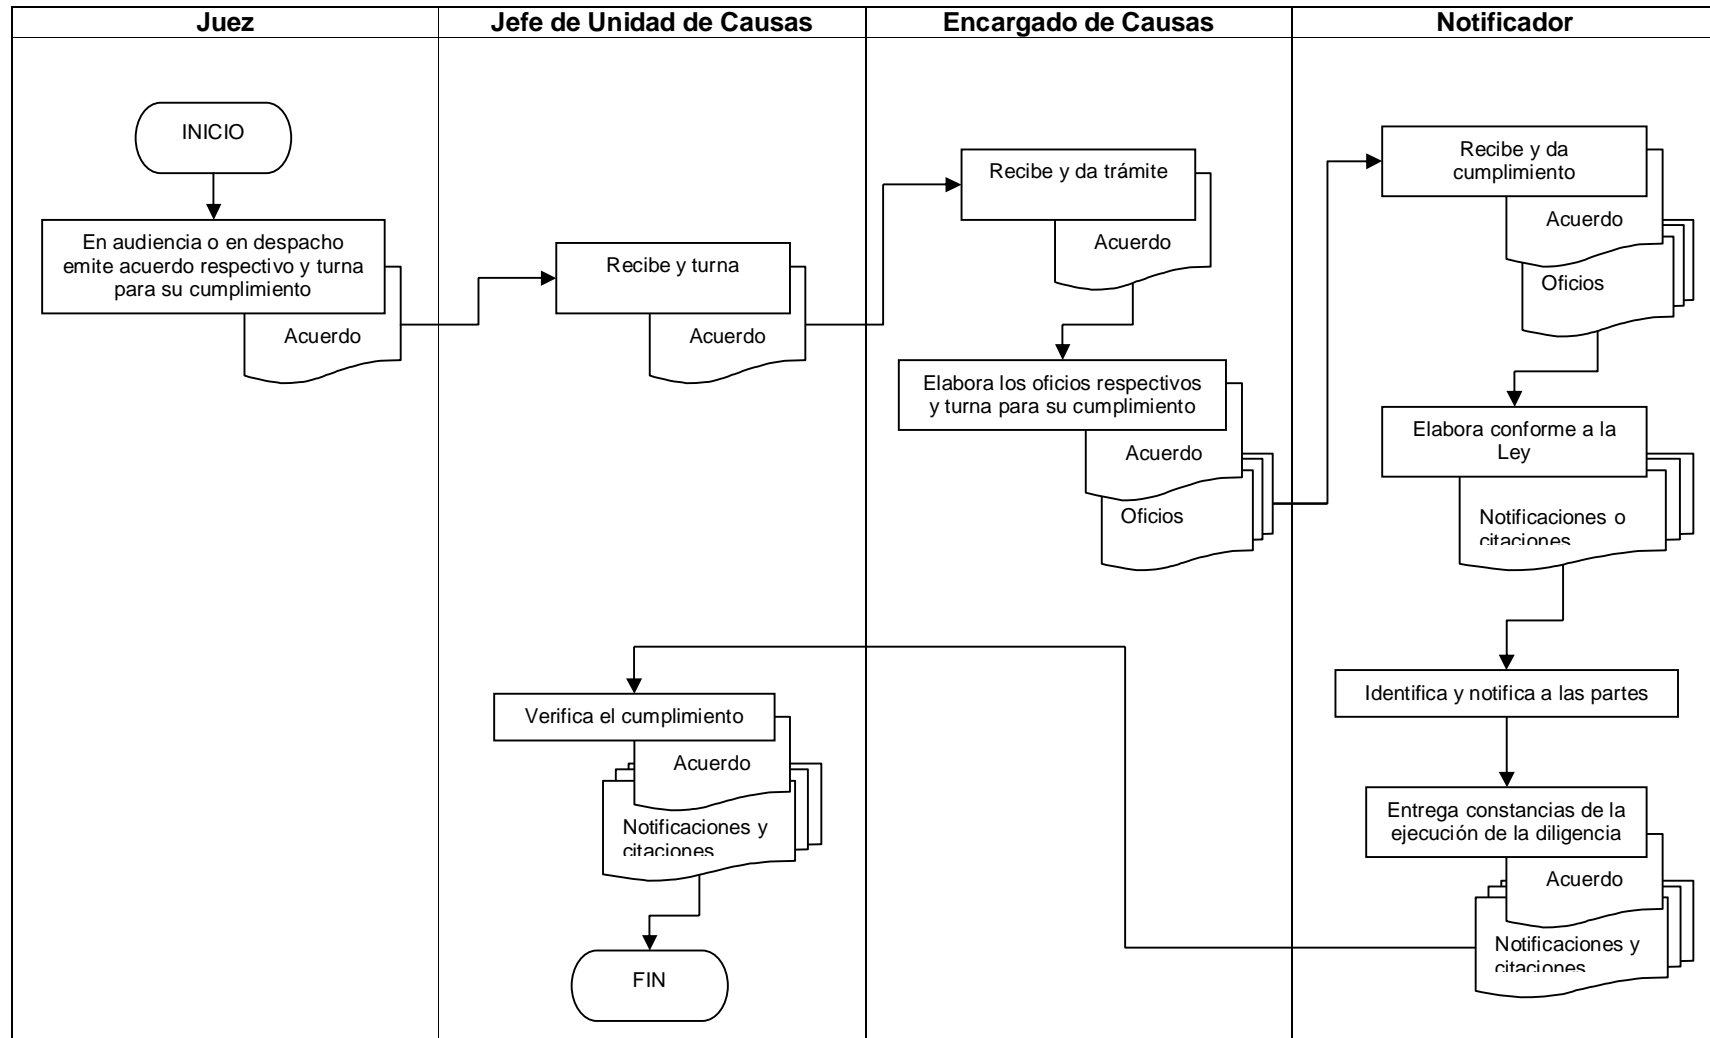 Juez
Jefe de Unidad de Causas
Encargado de Causas
Notificador
INICIO
En audiencia o en despacho
emite acuerdo respectivo y turna
para su cumplimiento
Acuerdo
Recibe y turna
Acuerdo
Recibe y da trámite
Acuerdo
Elabora los oficios respectivos
y turna para su cumplimiento
Acuerdo
Oficios
Recibe y da
cumplimiento
Acuerdo
Oficios
Elabora conforme a la
Ley
Notificaciones o
citaciones
Identifica y notifica a las partes
Entrega constancias de la
ejecución de la diligencia
Acuerdo
Notificaciones y
citaciones
Verifica el cumplimiento
Acuerdo
Notificaciones y
citaciones
FIN